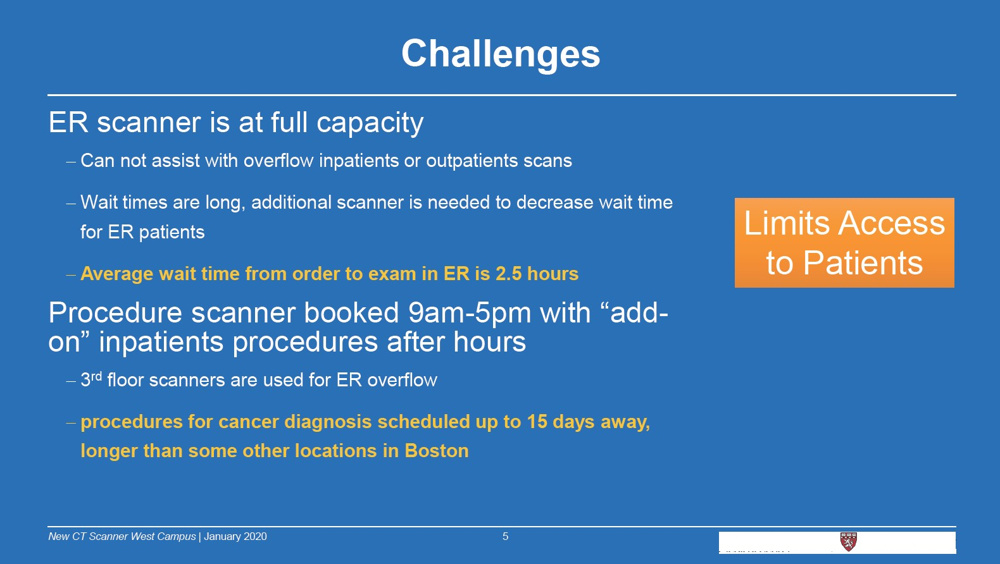 Challenges
ER scanner is at full capacity
– Can not assist with overflow inpatients or outpatients scans
– Wait times are long, additional scanner is needed to decrease wait time
for ER patients
– Average wait time from order to exam in ER is 2.5 hours
Limits Access
to Patients
Procedure scanner booked 9am-5pm with “add-
on” inpatients procedures after hours
– 3rd floor scanners are used for ER overflow
– procedures for cancer diagnosis scheduled up to 15 days away,
longer than some other locations in Boston
New CT Scanner West Campus | January 2020
5